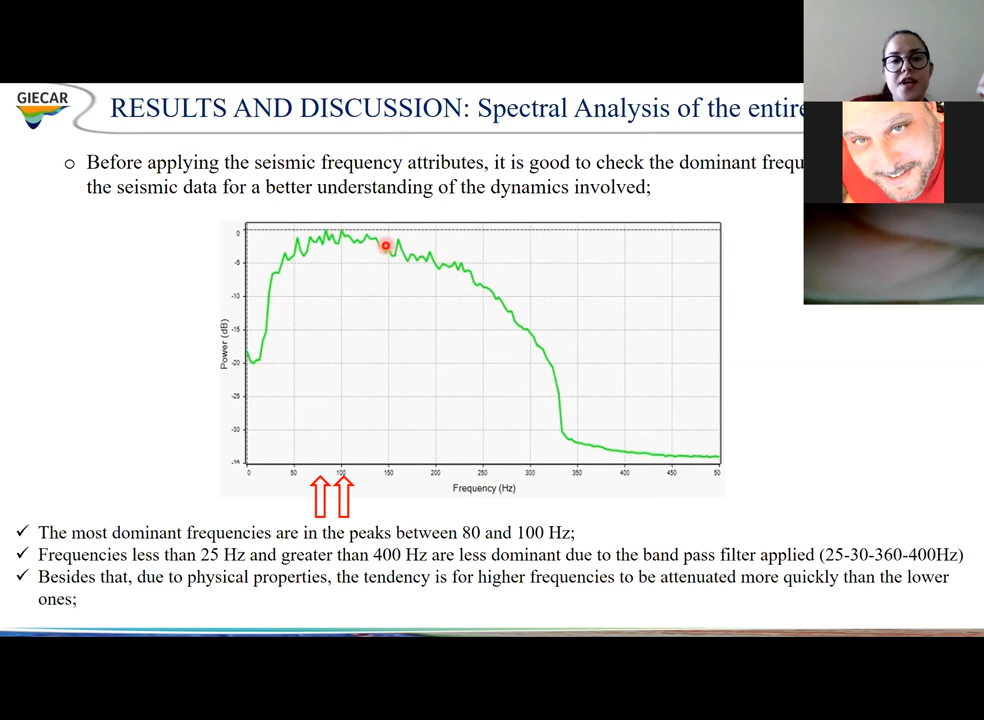 GIECAR
RESULTS AND DISCUSSION: Spectral Analysis of the entire
○ Before applying the seismic frequency attributes, it is good to check the dominant frequ
the seismic data for a better understanding of the dynamics involved;
0
-5
-10
-15
-20
-25
-30
Power (dB)
0 50 100 150 200 250 300 350 400 450 50
Frequency (Hz)
✓ The most dominant frequencies are in the peaks between 80 and 100 Hz;
✓ Frequencies less than 25 Hz and greater than 400 Hz are less dominant due to the band pass filter applied (25-30-360-400Hz)
✓ Besides that, due to physical properties, the tendency is for higher frequencies to be attenuated more quickly than the lower
ones;